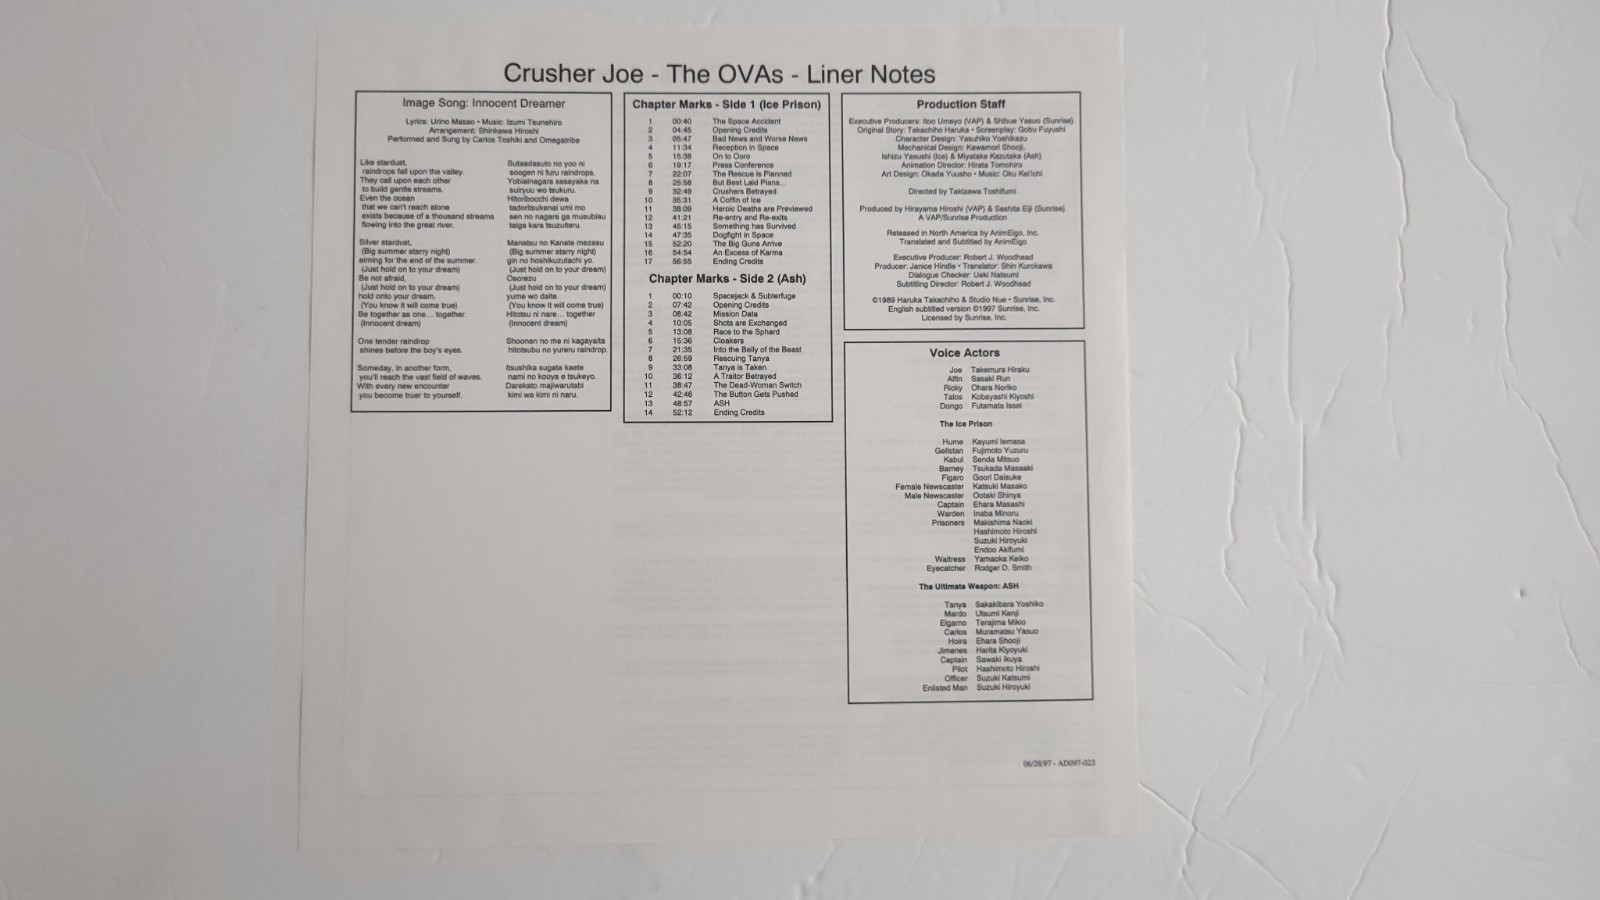 Crusher Joe - The OVAs - Liner Notes
Image Song: Innocent Dreamer
Lyrics: Urino Masao • Music: Izumi Tsunehiro
Arrangement: Shinkawa Hiroshi
Performed and Sung by Carlos Toshiki and Omegatribe
Like stardust,
raindrops fall upon the valley.
They call upon each other
to build gentle streams.
Even the ocean
that we can't reach alone
exists because of a thousand streams
flowing into the great river.
Silver stardust,
(Big summer starry night)
aiming for the end of the summer.
(Just hold on to your dream)
Be not afraid,
(Just hold on to your dream)
hold onto your dream.
(You know it will come true)
Be together as one... together.
(Innocent dream)
One tender raindrop
shines before the boy's eyes.
Someday, in another form,
you'll reach the vast field of waves.
With every new encounter
you become truer to yourself.
Sutaadasuto no yoo ni
soogen ni furu raindrops.
Yobiainagara sasayaka na
suiryuu wo tsukuru.
Hitoribocchi dewa
tadoritsukenai umi mo
sen no nagare ga musubiau
taiga kara tsuzuiteru.
Manatsu no Kanate mezasu
(Big summer starry night)
gin no hoshikuzutachi yo.
(Just hold on to your dream)
Osorezu
(Just hold on to your dream)
yume wo daite
(You know it will come true)
Hitotsu ni nare... together
(Innocent dream)
Shoonen no me ni kagayaita
hitotsubu no yureru raindrop.
Itsushika sugata kaete
nami no kooya e tsukeyo.
Darekato majiwarutabi
kimi wa kimi ni naru.
Chapter Marks - Side 1 (Ice Prison)
1 00:40 The Space Accident
2 04:45 Opening Credits
3 05:47 Bad News and Worse News
4 11:34 Reception in Space
5 15:38 On to Ooro
6 19:17 Press Conference
7 22:07 The Rescue is Planned
8 25:58 But Best Laid Plans...
9 32:49 Crushers Betrayed
10 35:31 A Coffin of Ice
11 38:09 Heroic Deaths are Previewed
12 41:21 Re-entry and Re-exits
13 45:15 Something has Survived
14 47:35 Dogfight in Space
15 52:20 The Big Guns Arrive
16 54:54 An Excess of Karma
17 56:55 Ending Credits
Chapter Marks - Side 2 (Ash)
1 00:10 Spacejack & Subterfuge
2 07:42 Opening Credits
3 08:42 Mission Data
4 10:05 Shots are Exchanged
5 13:08 Race to the Sphard
6 15:36 Cloakers
7 21:35 Into the Belly of the Beast
8 26:59 Rescuing Tanya
9 33:08 Tanya is Taken
10 36:12 A Traitor Betrayed
11 38:47 The Dead-Woman Switch
12 42:46 The Button Gets Pushed
13 48:57 ASH
14 52:12 Ending Credits
Production Staff
Executive Producers: Itoo Umeyo (VAP) & Shibue Yasuo (Sunrise)
Original Story: Takachiho Haruka • Screenplay: Gobu Fuyushi
Character Design: Yasuhiko Yoshikazu
Mechanical Design: Kawamori Shooji,
Ishizu Yasushi (Ice) & Miyatake Kazutaka (Ash)
Animation Director: Hirata Tomohiro
Art Design: Okada Yuusho • Music: Oku Kei'ichi
Directed by Takizawa Toshifumi
Produced by Hirayama Hiroshi (VAP) & Sashita Eiji (Sunrise)
A VAP/Sunrise Production
Released in North America by AnimEigo, Inc.
Translated and Subtitled by AnimEigo
Executive Producer: Robert J. Woodhead
Producer: Janice Hindle • Translator: Shin Kurokawa
Dialogue Checker: Ueki Natsumi
Subtitling Director: Robert J. Woodhead
©1989 Haruka Takachiho & Studio Nue • Sunrise, Inc.
English subtitled version ©1997 Sunrise, Inc.
Licensed by Sunrise, Inc.
Voice Actors
Joe Takemura Hiraku
Alfin Sasaki Run
Ricky Ohara Noriko
Talos Kobayashi Kiyoshi
Dongo Futamata Issei
The Ice Prison
Hume Kayumi Iemasa
Gelistan Fujimoto Yuzuru
Kabul Senda Mitsuo
Barney Tsukada Masaaki
Figaro Goori Daisuke
Female Newscaster Katsuki Masako
Male Newscaster Ootaki Shinya
Captain Ehara Masashi
Warden Inaba Minoru
Prisoners Makishima Naoki
Hashimoto Hiroshi
Suzuki Hiroyuki
Endoo Akifumi
Waitress Yamaoka Keiko
Eyecatcher Rodger D. Smith
The Ultimate Weapon: ASH
Tanya Sakakibara Yoshiko
Mardo Utsumi Kenji
Elgamo Terajima Mikio
Carlos Muramatsu Yasuo
Hoira Ehara Shooji
Jimenes Harita Kiyoyuki
Captain Sawaki Ikuya
Pilot Hashimoto Hiroshi
Officer Suzuki Katsumi
Enlisted Man Suzuki Hiroyuki
06/28/97 - AD097-023